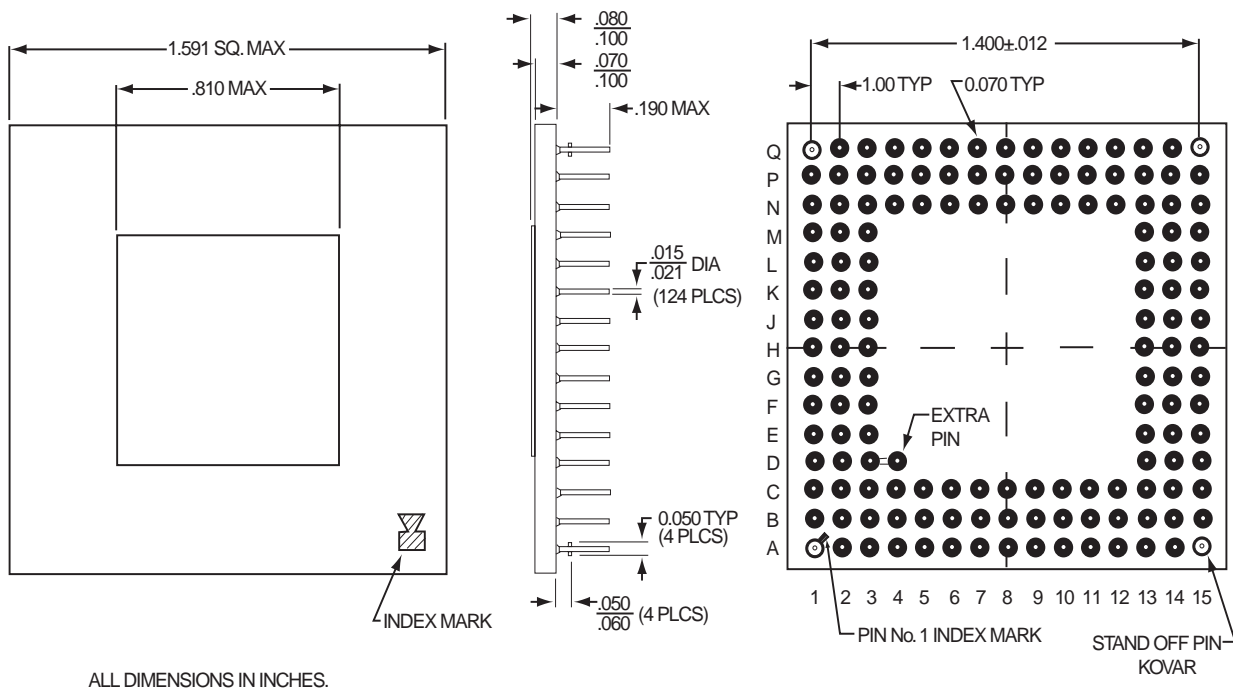 1.591 SQ. MAX
.810 MAX
INDEX MARK
ALL DIMENSIONS IN INCHES.
.080
.100
.070
.100
.190 MAX
.015
.021 DIA
(124 PLCS)
0.050 TYP
(4 PLCS)
.050
.060 (4 PLCS)
1.400±.012
1.00 TYP
0.070 TYP
Q
P
N
M
L
K
J
H
G
F
E
D
C
B
A
EXTRA
PIN
1 2 3 4 5 6 7 8 9 10 11 12 13 14 15
PIN No. 1 INDEX MARK
STAND OFF PIN
KOVAR